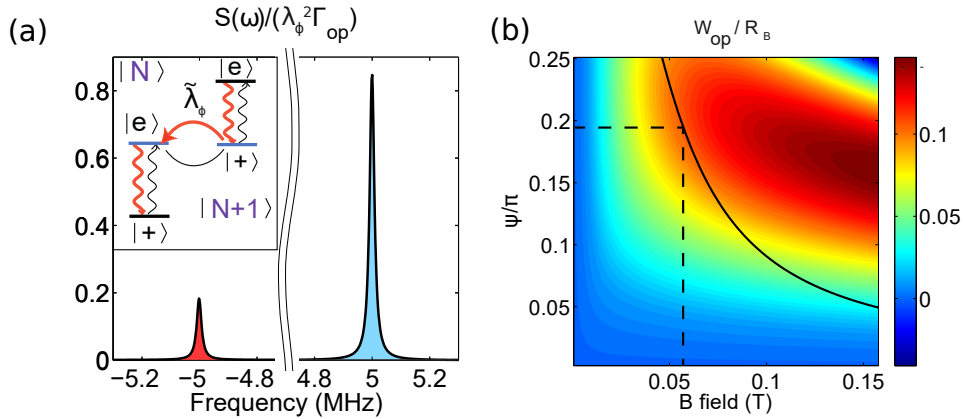 (a)
S(ω)/(λ_ϕ²Γ_op)
0.8
0.6
0.4
0.2
0
|N⟩
|e⟩
λ̃_ϕ
|e⟩
|+⟩
|N+1⟩
|+⟩
−5.2 −5 −4.8 4.8 5 5.2
Frequency (MHz)
(b)
W_op/R_B
ψ/π
0.25
0.2
0.15
0.1
0.05
0.05 0.1 0.15
B field (T)
0.1
0.05
0